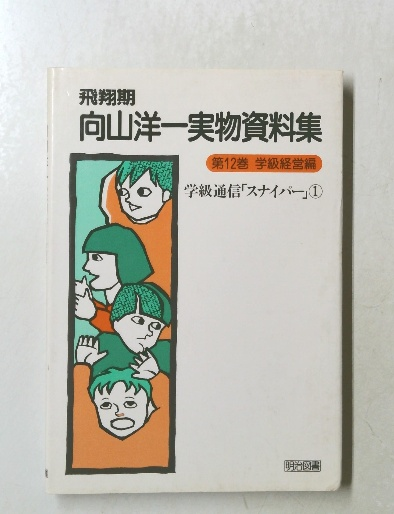 飛翔期
向山洋一実物資料集
第12巻 学級経営編
学級通信「スナイパー」①
明治図書